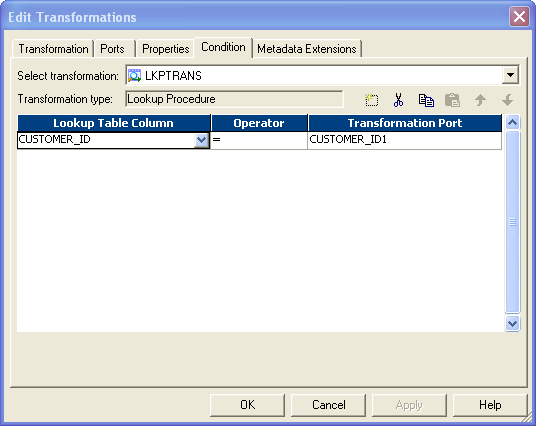 Edit Transformations
Transformation Ports Properties Condition Metadata Extensions
Select transformation: LKPTRANS
Transformation type: Lookup Procedure
Lookup Table Column Operator Transformation Port
CUSTOMER_ID = CUSTOMER_ID1
OK Cancel Apply Help